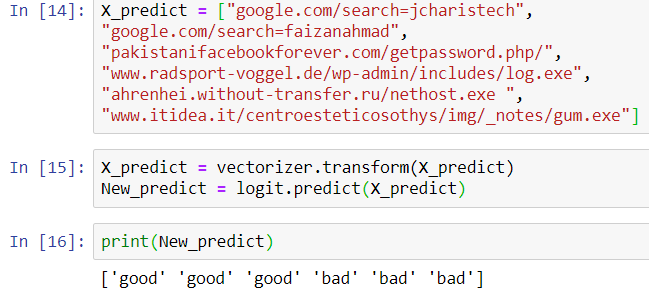 In [14]: X_predict = ["google.com/search=jcharistech",
"google.com/search=faizanahmad",
"pakistanifacebookforever.com/getpassword.php/",
"www.radsport-voggel.de/wp-admin/includes/log.exe",
"ahrenhei.without-transfer.ru/nethost.exe ",
"www.itidea.it/centroesteticosothys/img/_notes/gum.exe"]
In [15]: X_predict = vectorizer.transform(X_predict)
New_predict = logit.predict(X_predict)
In [16]: print(New_predict)
['good' 'good' 'good' 'bad' 'bad' 'bad']